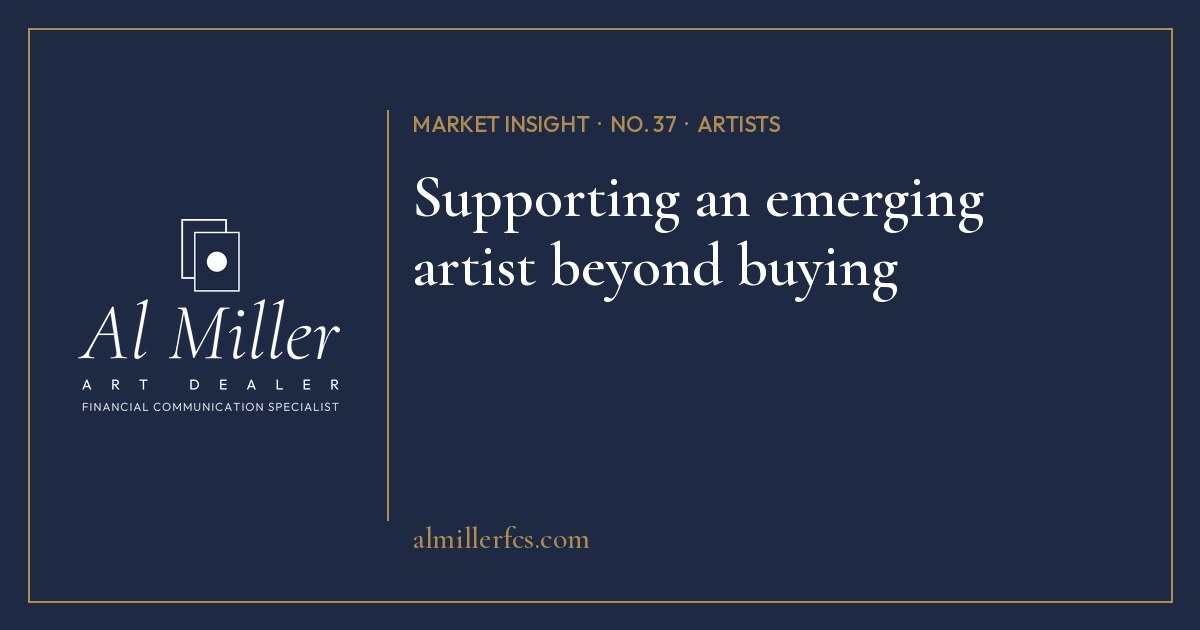 Al Miller
ART DEALER
FINANCIAL COMMUNICATION SPECIALIST
MARKET INSIGHT · NO. 37 · ARTISTS
Supporting an emerging
artist beyond buying
almillerfcs.com